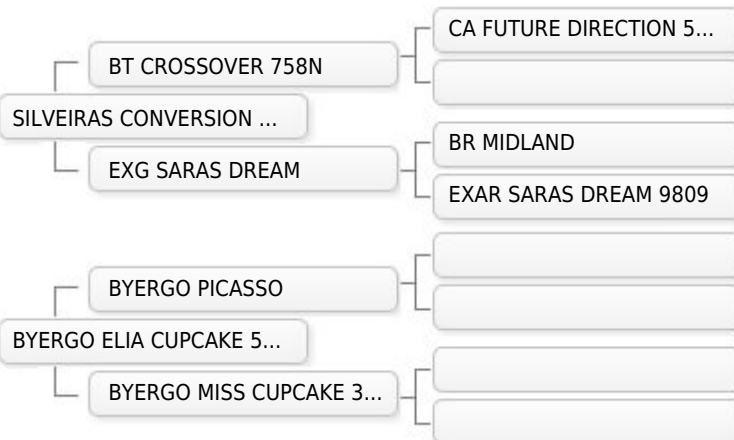 CA FUTURE DIRECTION 5...
BT CROSSOVER 758N
SILVEIRAS CONVERSION ...
BR MIDLAND
EXG SARAS DREAM
EXAR SARAS DREAM 9809
BYERGO PICASSO
BYERGO ELIA CUPCAKE 5...
BYERGO MISS CUPCAKE 3...